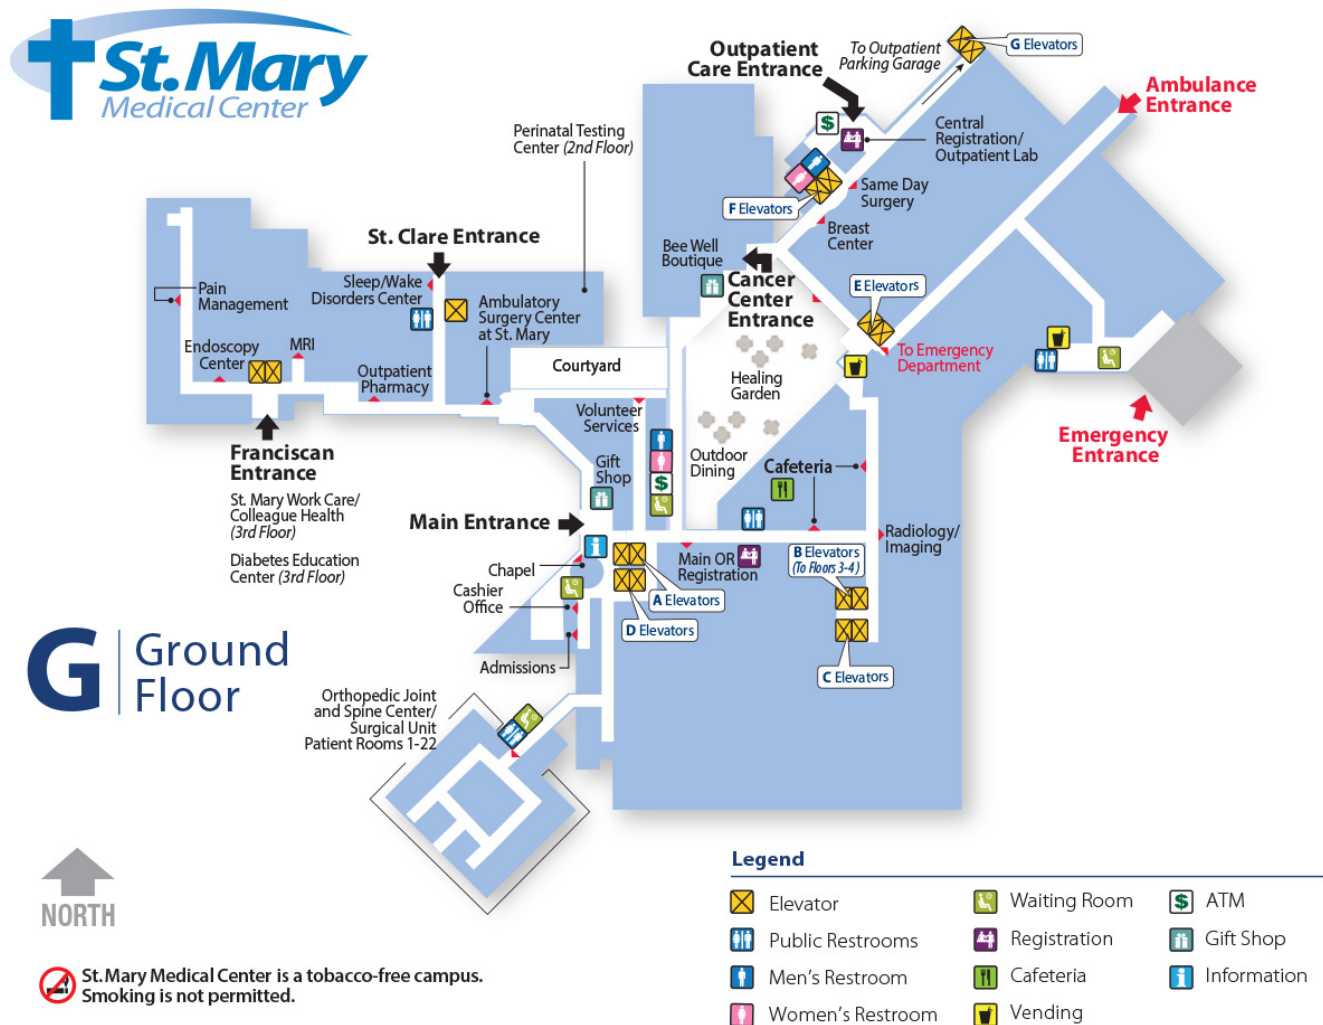 St. Mary
Medical Center
Outpatient
Care Entrance
To Outpatient
Parking Garage
G Elevators
Ambulance
Entrance
Perinatal Testing
Center (2nd Floor)
$
Central
Registration/
Outpatient Lab
Same Day
Surgery
F Elevators
Breast
Center
St. Clare Entrance
Bee Well
Boutique
Cancer
Center
Entrance
E Elevators
Pain
Management
Sleep/Wake
Disorders Center
Ambulatory
Surgery Center
at St. Mary
Endoscopy
Center
MRI
Outpatient
Pharmacy
Courtyard
Healing
Garden
To Emergency
Department
Volunteer
Services
Franciscan
Entrance
St. Mary Work Care/
Colleague Health
(3rd Floor)
Diabetes Education
Center (3rd Floor)
Gift
Shop
$
Outdoor
Dining
Cafeteria
Emergency
Entrance
Main Entrance
i
Chapel
Cashier
Office
Admissions
Main OR
Registration
A Elevators
D Elevators
B Elevators
(To Floors 3-4)
C Elevators
Radiology/
Imaging
G
Ground
Floor
Orthopedic Joint
and Spine Center/
Surgical Unit
Patient Rooms 1-22
NORTH
St. Mary Medical Center is a tobacco-free campus.
Smoking is not permitted.
Legend
Elevator
Public Restrooms
Men's Restroom
Women's Restroom
Waiting Room
Registration
Cafeteria
Vending
$ ATM
Gift Shop
i Information